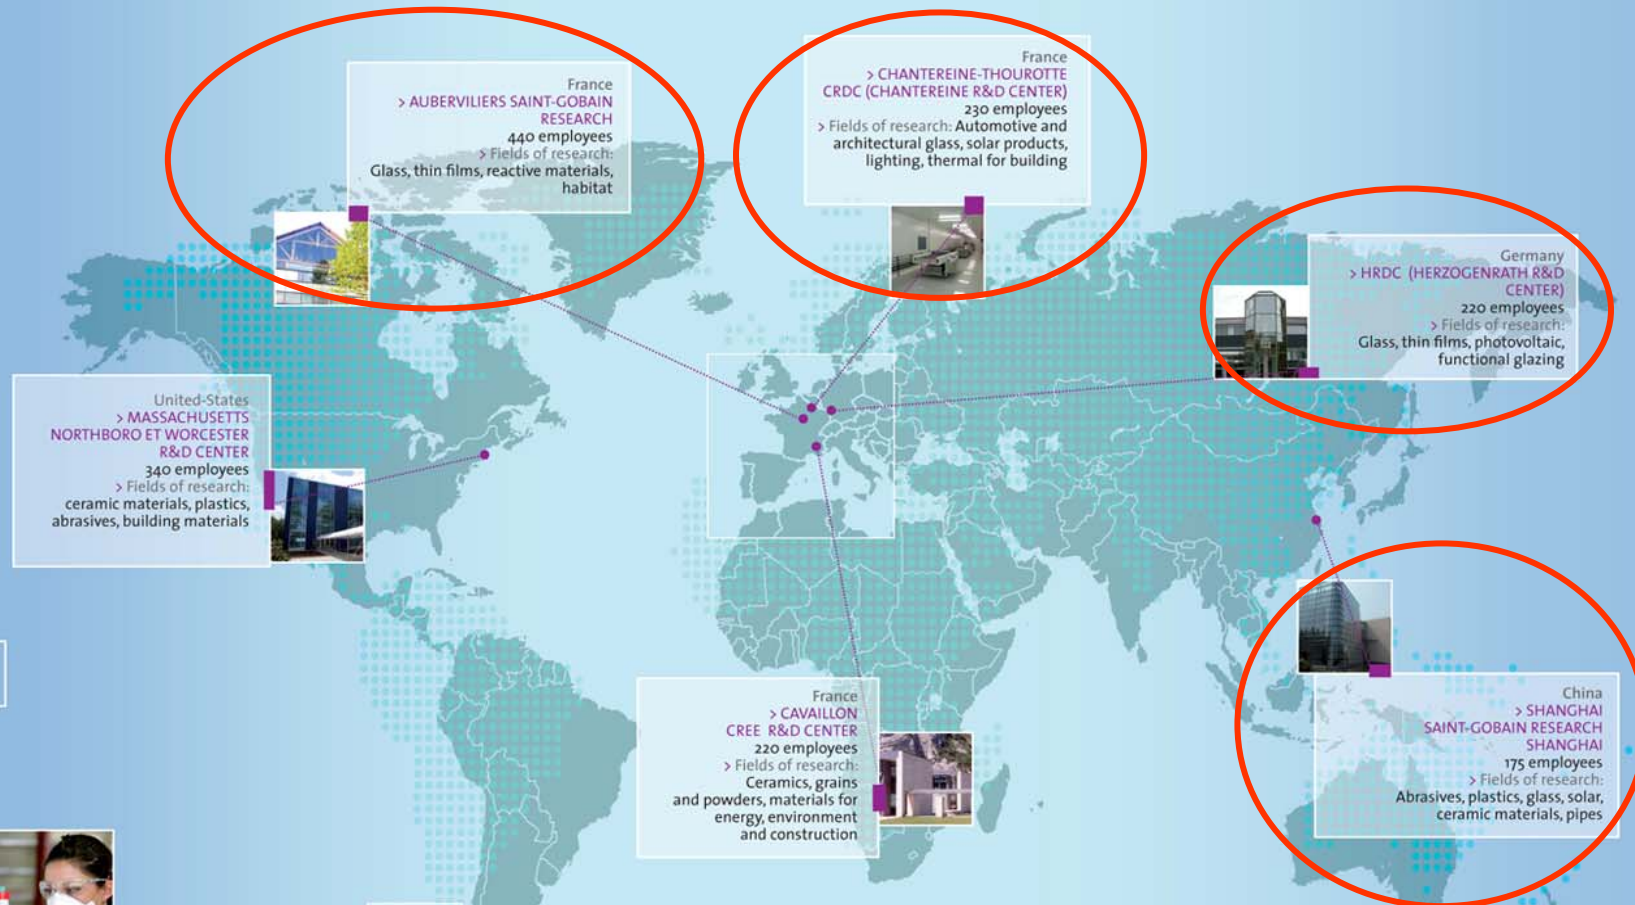 France
> AUBERVILIERS SAINT-GOBAIN
RESEARCH
440 employees
> Fields of research:
Glass, thin films, reactive materials,
habitat
France
> CHANTEREINE-THOUROTTE
CRDC (CHANTEREINE R&D CENTER)
230 employees
> Fields of research: Automotive and
architectural glass, solar products,
lighting, thermal for building
Germany
> HRDC (HERZOGENRATH R&D
CENTER)
220 employees
> Fields of research:
Glass, thin films, photovoltaic,
functional glazing
United-States
> MASSACHUSETTS
NORTHBORO ET WORCESTER
R&D CENTER
340 employees
> Fields of research:
ceramic materials, plastics,
abrasives, building materials
France
> CAVAILLON
CREE R&D CENTER
220 employees
> Fields of research:
Ceramics, grains
and powders, materials for
energy, environment
and construction
China
> SHANGHAI
SAINT-GOBAIN RESEARCH
SHANGHAI
175 employees
> Fields of research:
Abrasives, plastics, glass, solar,
ceramic materials, pipes